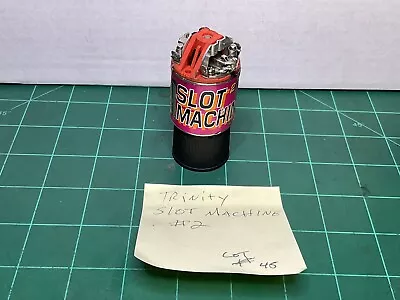 SLOT
MACHIN
TRINITY
SLOT MACHINE
#2
LOT
# 45